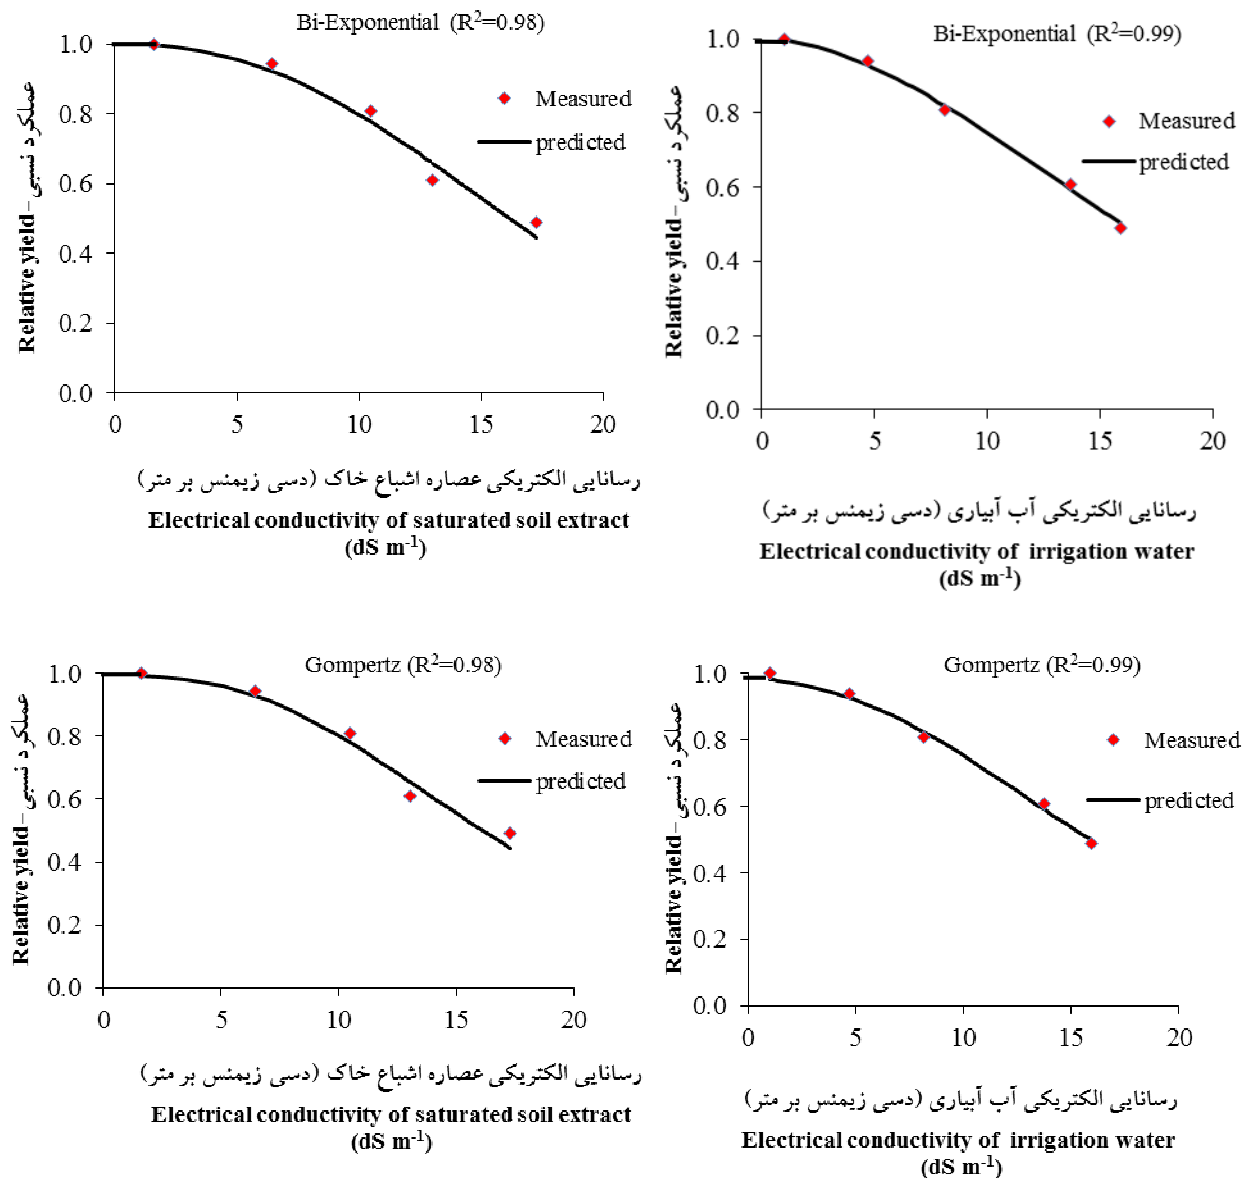 Bi-Exponential (R²=0.98)
1.0
0.8
0.6
0.4
0.2
0.0
Relative yield – عملکرد نسبی
Measured
predicted
0 5 10 15 20
رسانایی الکتریکی عصاره اشباع خاک (دسی زیمنس بر متر)
Electrical conductivity of saturated soil extract
(dS m⁻¹)
Bi-Exponential (R²=0.99)
1.0
0.8
0.6
0.4
0.2
0.0
Relative yield – عملکرد نسبی
Measured
predicted
0 5 10 15 20
رسانایی الکتریکی آب آبیاری (دسی زیمنس بر متر)
Electrical conductivity of irrigation water
(dS m⁻¹)
Gompertz (R²=0.98)
1.0
0.8
0.6
0.4
0.2
0.0
Relative yield – عملکرد نسبی
Measured
predicted
0 5 10 15 20
رسانایی الکتریکی عصاره اشباع خاک (دسی زیمنس بر متر)
Electrical conductivity of saturated soil extract
(dS m⁻¹)
Gompertz (R²=0.99)
1.0
0.8
0.6
0.4
0.2
0.0
Relative yield – عملکرد نسبی
Measured
predicted
0 5 10 15 20
رسانایی الکتریکی آب آبیاری (دسی زیمنس بر متر)
Electrical conductivity of irrigation water
(dS m⁻¹)